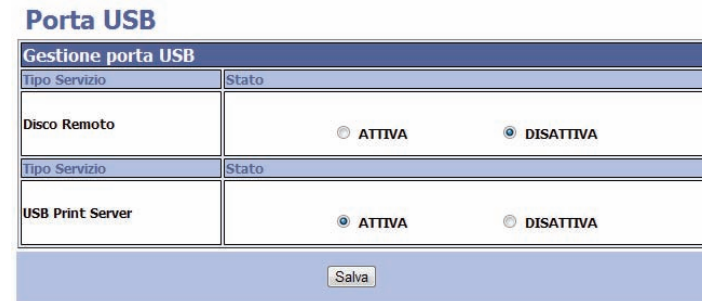 Porta USB
Gestione porta USB
Tipo Servizio Stato
Disco Remoto ATTIVA DISATTIVA
Tipo Servizio Stato
USB Print Server ATTIVA DISATTIVA
Salva